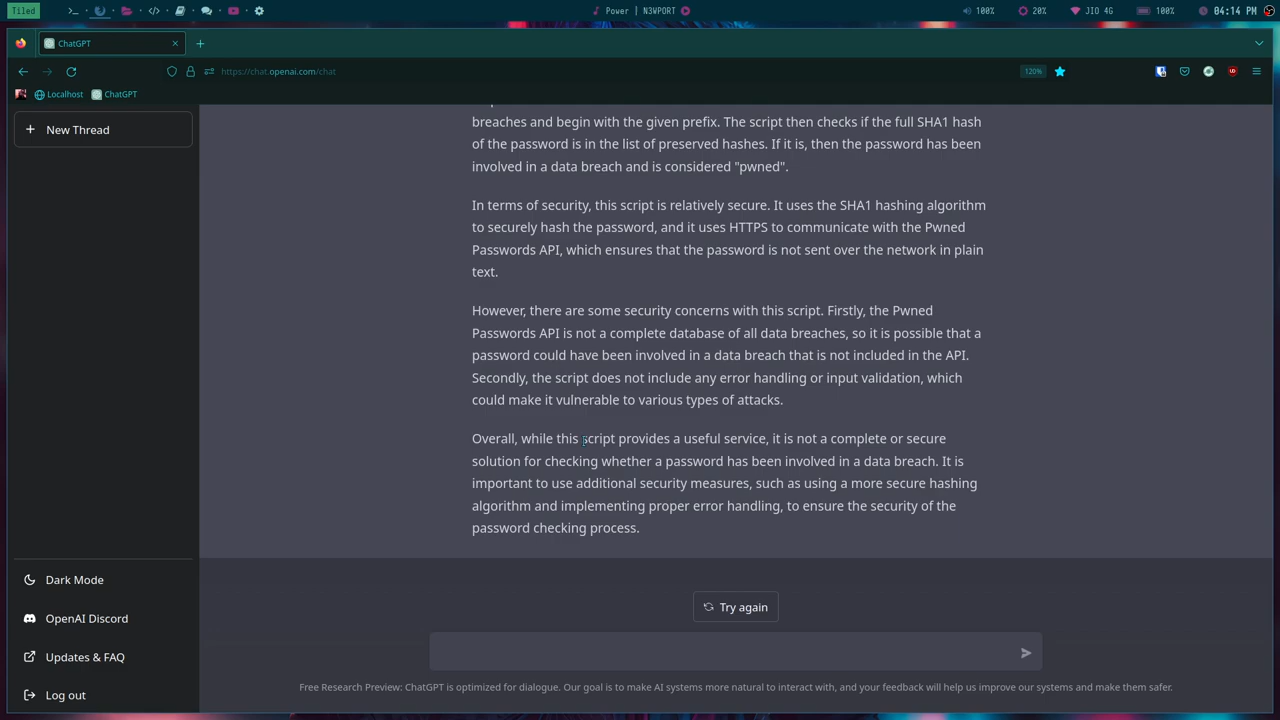 Tiled
Power | N3WPORT
100%
20%
JIO 4G
100%
04:14 PM
ChatGPT
https://chat.openai.com/chat
120%
Localhost
ChatGPT
New Thread
breaches and begin with the given prefix. The script then checks if the full SHA1 hash
of the password is in the list of preserved hashes. If it is, then the password has been
involved in a data breach and is considered "pwned".
In terms of security, this script is relatively secure. It uses the SHA1 hashing algorithm
to securely hash the password, and it uses HTTPS to communicate with the Pwned
Passwords API, which ensures that the password is not sent over the network in plain
text.
However, there are some security concerns with this script. Firstly, the Pwned
Passwords API is not a complete database of all data breaches, so it is possible that a
password could have been involved in a data breach that is not included in the API.
Secondly, the script does not include any error handling or input validation, which
could make it vulnerable to various types of attacks.
Overall, while this script provides a useful service, it is not a complete or secure
solution for checking whether a password has been involved in a data breach. It is
important to use additional security measures, such as using a more secure hashing
algorithm and implementing proper error handling, to ensure the security of the
password checking process.
Dark Mode
OpenAI Discord
Updates & FAQ
Log out
Try again
Free Research Preview: ChatGPT is optimized for dialogue. Our goal is to make AI systems more natural to interact with, and your feedback will help us improve our systems and make them safer.